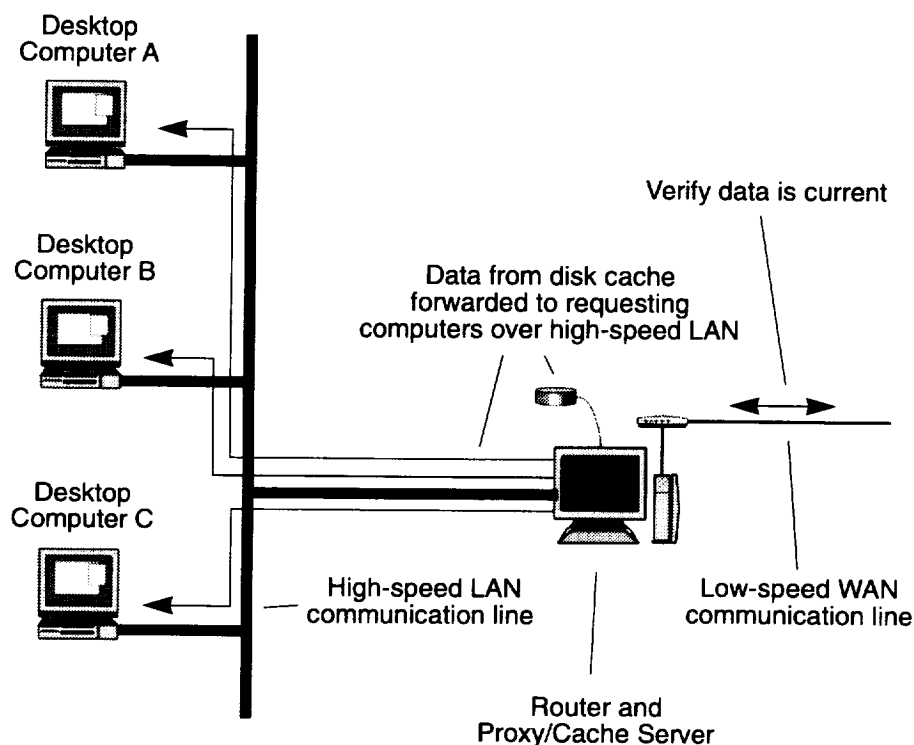 Desktop
Computer A
Verify data is current
Desktop
Computer B
Data from disk cache
forwarded to requesting
computers over high-speed LAN
Desktop
Computer C
High-speed LAN
communication line
Low-speed WAN
communication line
Router and
Proxy/Cache Server